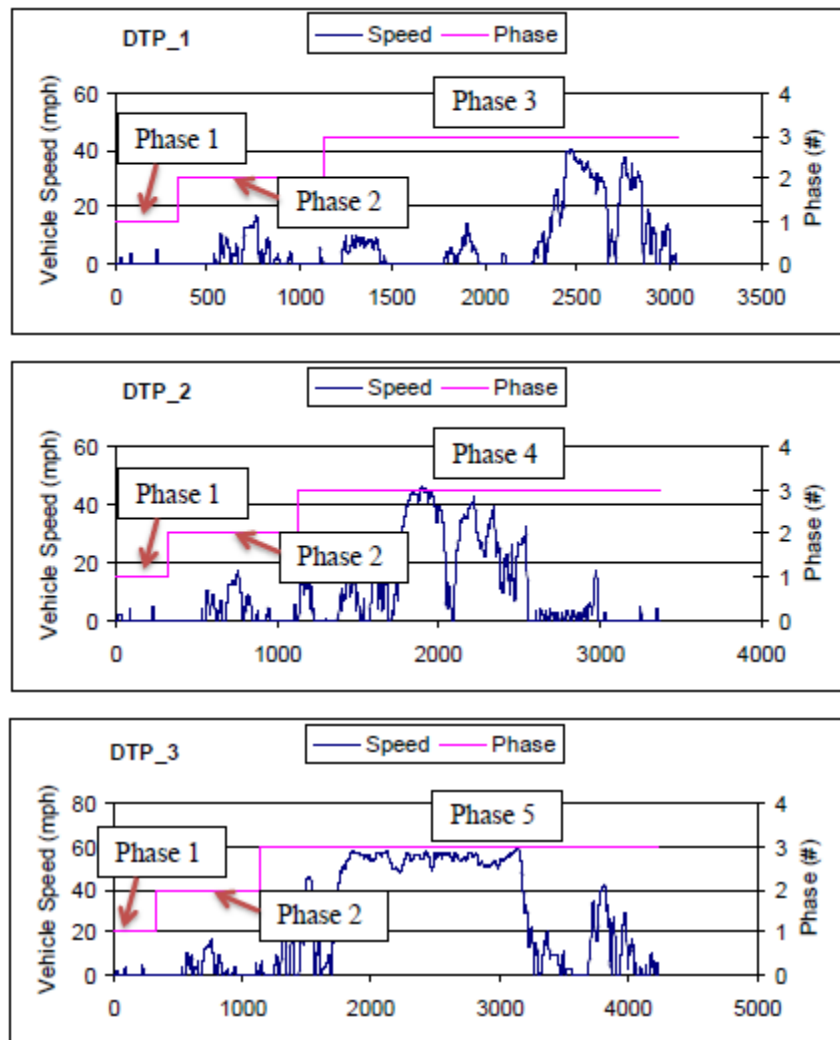 DTP_1
Speed Phase
Vehicle Speed (mph)
60
40
20
0
Phase 1
Phase 2
Phase 3
4
3
2
1
0
Phase (#)
0 500 1000 1500 2000 2500 3000 3500
DTP_2
Speed Phase
Vehicle Speed (mph)
60
40
20
0
Phase 1
Phase 2
Phase 4
4
3
2
1
0
Phase (#)
0 1000 2000 3000 4000
DTP_3
Speed Phase
Vehicle Speed (mph)
80
60
40
20
0
Phase 1
Phase 2
Phase 5
4
3
2
1
0
Phase (#)
0 1000 2000 3000 4000 5000